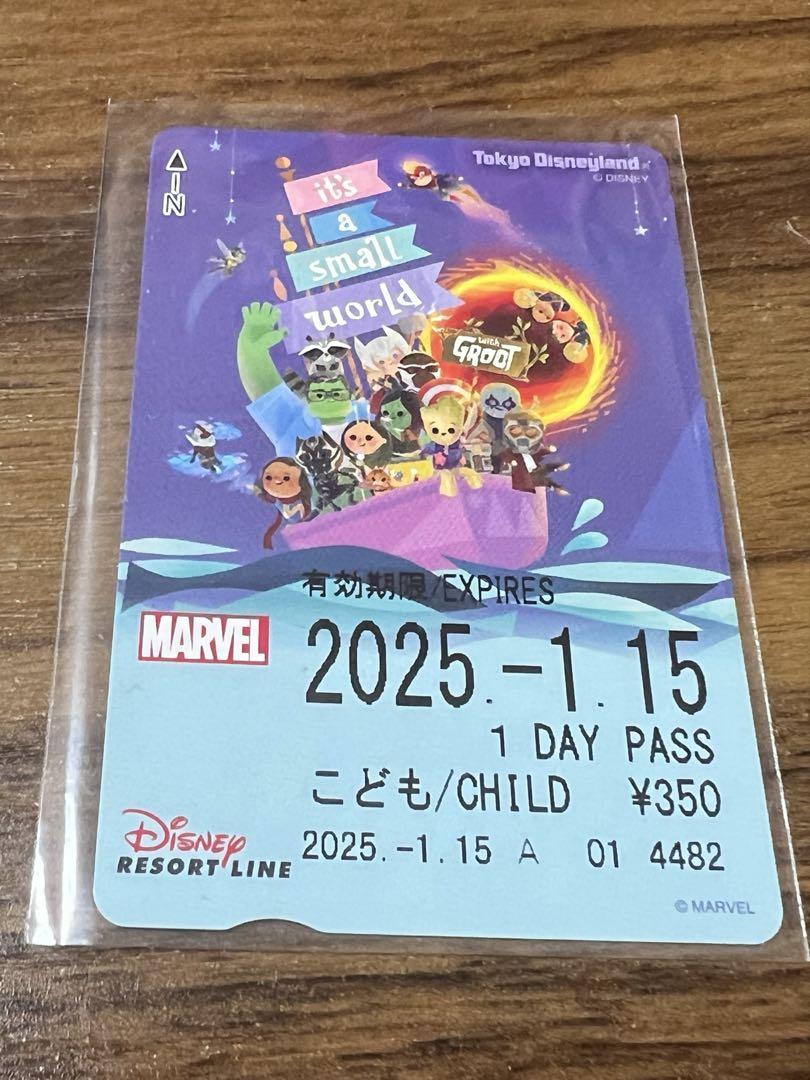 IN
Tokyo Disneyland
© DISNEY
it's
a
small
world
with
GROOT
有効期限/EXPIRES
MARVEL
2025.-1.15
1 DAY PASS
こども/CHILD ¥350
Disney
RESORT LINE
2025.-1.15 A 01 4482
© MARVEL